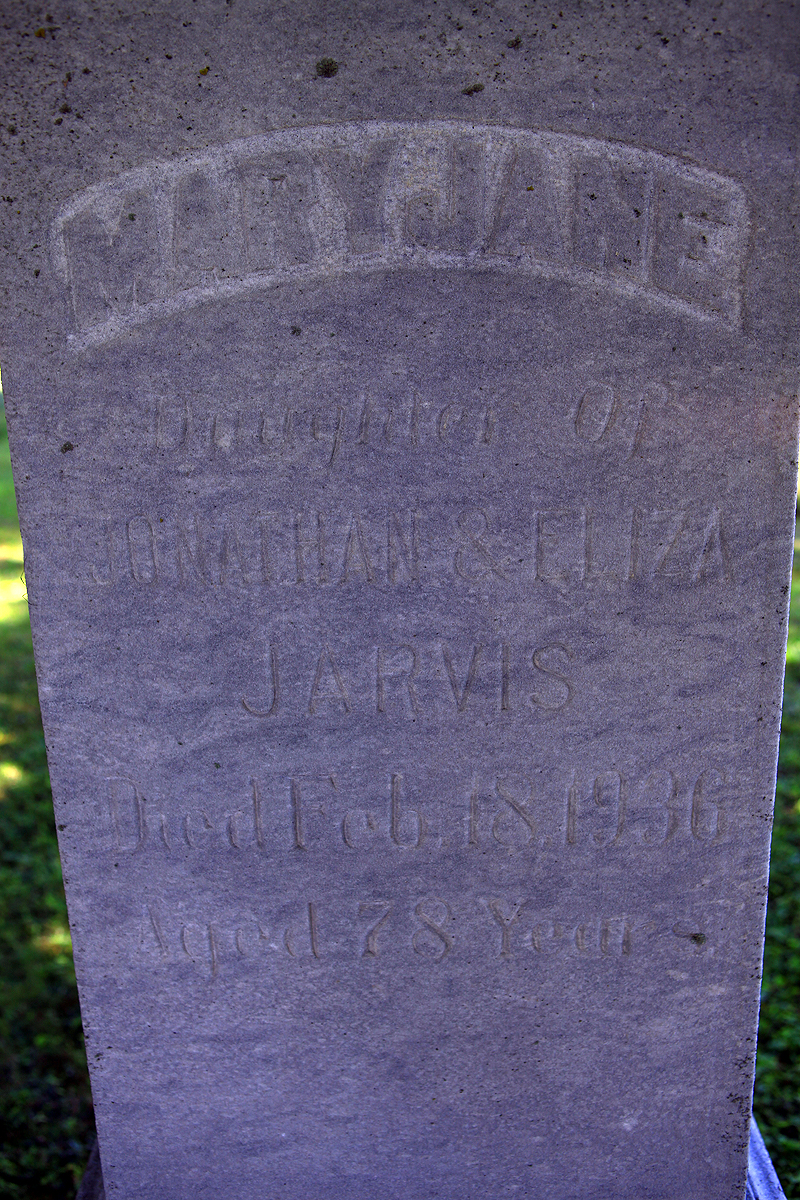 MARY JANE
Daughter Of
JONATHAN & ELIZA
JARVIS
Died Feb. 18, 1936
Aged 78 Years